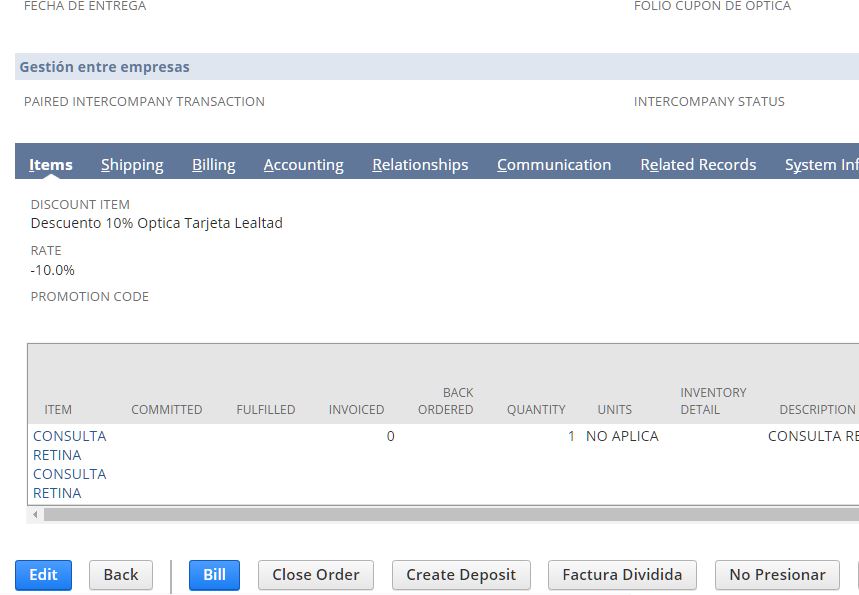 FECHA DE ENTREGA FOLIO CUPON DE OPTICA
Gestión entre empresas
PAIRED INTERCOMPANY TRANSACTION INTERCOMPANY STATUS
Items Shipping Billing Accounting Relationships Communication Related Records System Inf
DISCOUNT ITEM
Descuento 10% Optica Tarjeta Lealtad
RATE
-10.0%
PROMOTION CODE
ITEM COMMITTED FULFILLED INVOICED BACK ORDERED QUANTITY UNITS INVENTORY DETAIL DESCRIPTION
CONSULTA RETINA CONSULTA RETINA 0 1 NO APLICA CONSULTA RE
Edit Back Bill Close Order Create Deposit Factura Dividida No Presionar